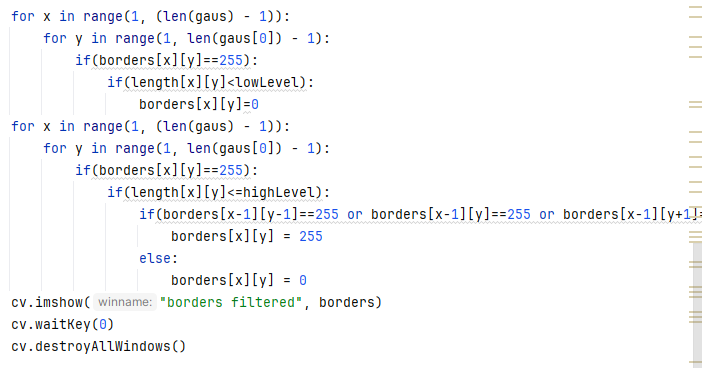 for x in range(1, (len(gaus) - 1)):
    for y in range(1, len(gaus[0]) - 1):
        if(borders[x][y]==255):
            if(length[x][y]<lowLevel):
                borders[x][y]=0
for x in range(1, (len(gaus) - 1)):
    for y in range(1, len(gaus[0]) - 1):
        if(borders[x][y]==255):
            if(length[x][y]<=highLevel):
                if(borders[x-1][y-1]==255 or borders[x-1][y]==255 or borders[x-1][y+1]=
                    borders[x][y] = 255
                else:
                    borders[x][y] = 0
cv.imshow( winname: "borders filtered", borders)
cv.waitKey(0)
cv.destroyAllWindows()